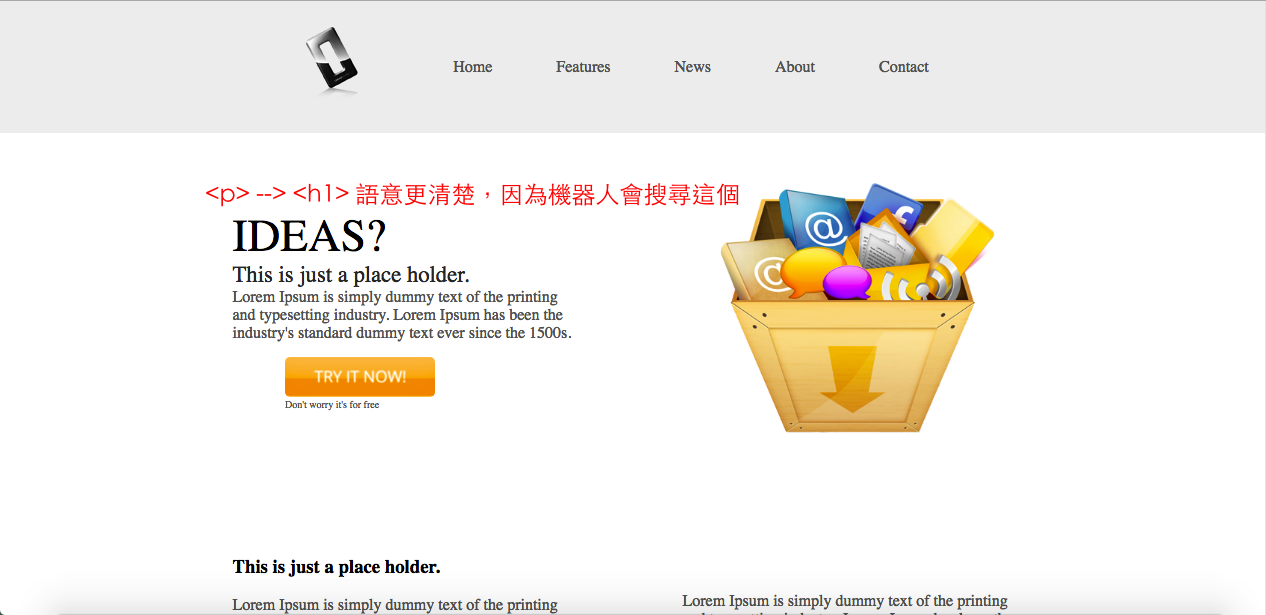 Home Features News About Contact
<p> --> <h1> 語意更清楚，因為機器人會搜尋這個
IDEAS?
This is just a place holder.
Lorem Ipsum is simply dummy text of the printing
and typesetting industry. Lorem Ipsum has been the
industry's standard dummy text ever since the 1500s.
TRY IT NOW!
Don't worry it's for free
@
f
@
This is just a place holder.
Lorem Ipsum is simply dummy text of the printing
Lorem Ipsum is simply dummy text of the printing